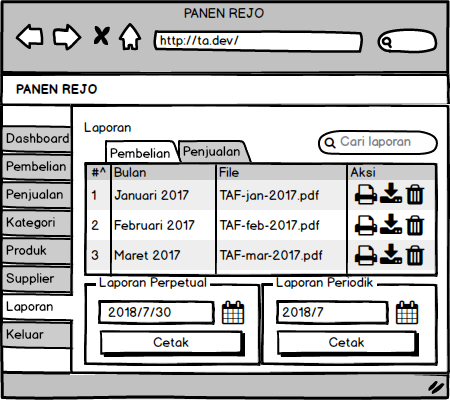 PANEN REJO
http://ta.dev/
PANEN REJO
Dashboard
Pembelian
Penjualan
Kategori
Produk
Supplier
Laporan
Keluar
Laporan
Cari laporan
Pembelian Penjualan
#^ Bulan File Aksi
1 Januari 2017 TAF-jan-2017.pdf
2 Februari 2017 TAF-feb-2017.pdf
3 Maret 2017 TAF-mar-2017.pdf
Laporan Perpetual
2018/7/30
Cetak
Laporan Periodik
2018/7
Cetak